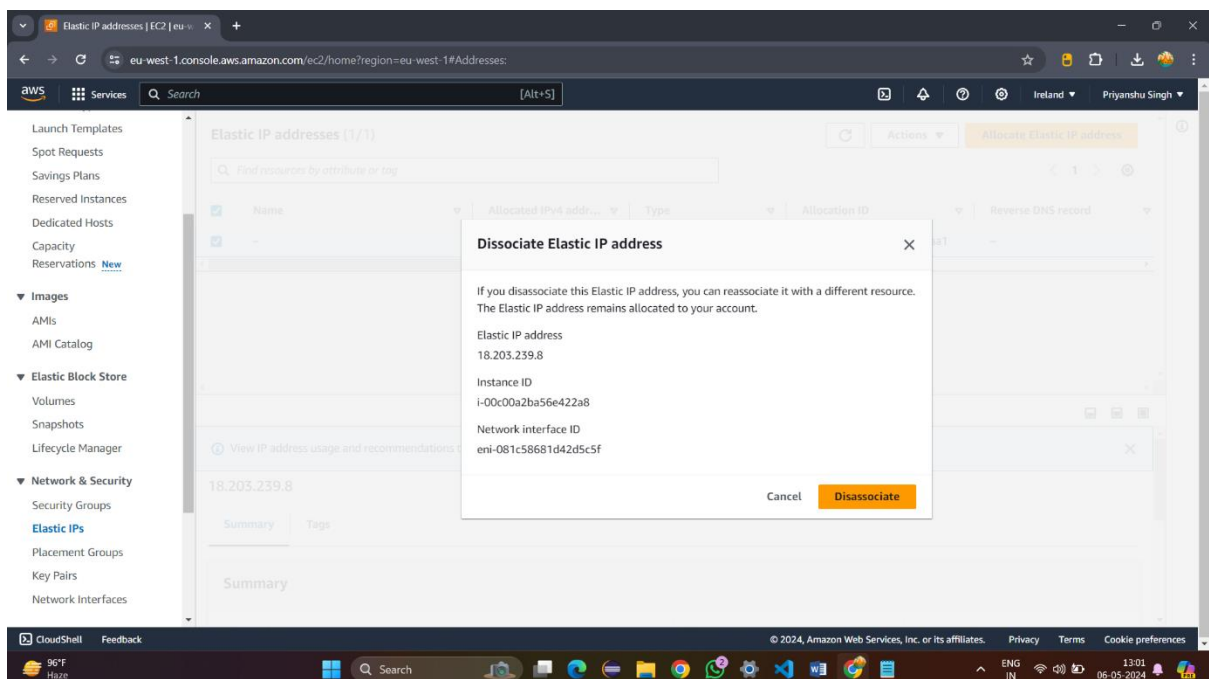 Elastic IP addresses | EC2 | eu-w
eu-west-1.console.aws.amazon.com/ec2/home?region=eu-west-1#Addresses:
aws
Services
Search
[Alt+S]
Ireland
Priyanshu Singh
Launch Templates
Spot Requests
Savings Plans
Reserved Instances
Dedicated Hosts
Capacity
Reservations New
Images
AMIs
AMI Catalog
Elastic Block Store
Volumes
Snapshots
Lifecycle Manager
Network & Security
Security Groups
Elastic IPs
Placement Groups
Key Pairs
Network Interfaces
Elastic IP addresses (1/1)
Actions
Allocate Elastic IP address
Find resources by attribute or tag
1
Name
Allocated IPv4 addr...
Type
Allocation ID
Reverse DNS record
–
–
Dissociate Elastic IP address
If you disassociate this Elastic IP address, you can reassociate it with a different resource.
The Elastic IP address remains allocated to your account.
Elastic IP address
18.203.239.8
Instance ID
i-00c00a2ba56e422a8
Network interface ID
eni-081c58681d42d5c5f
Cancel
Disassociate
View IP address usage and recommendations
18.203.239.8
Summary
Tags
Summary
CloudShell
Feedback
© 2024, Amazon Web Services, Inc. or its affiliates.
Privacy
Terms
Cookie preferences
96°F
Haze
Search
ENG
IN
13:01
06-05-2024